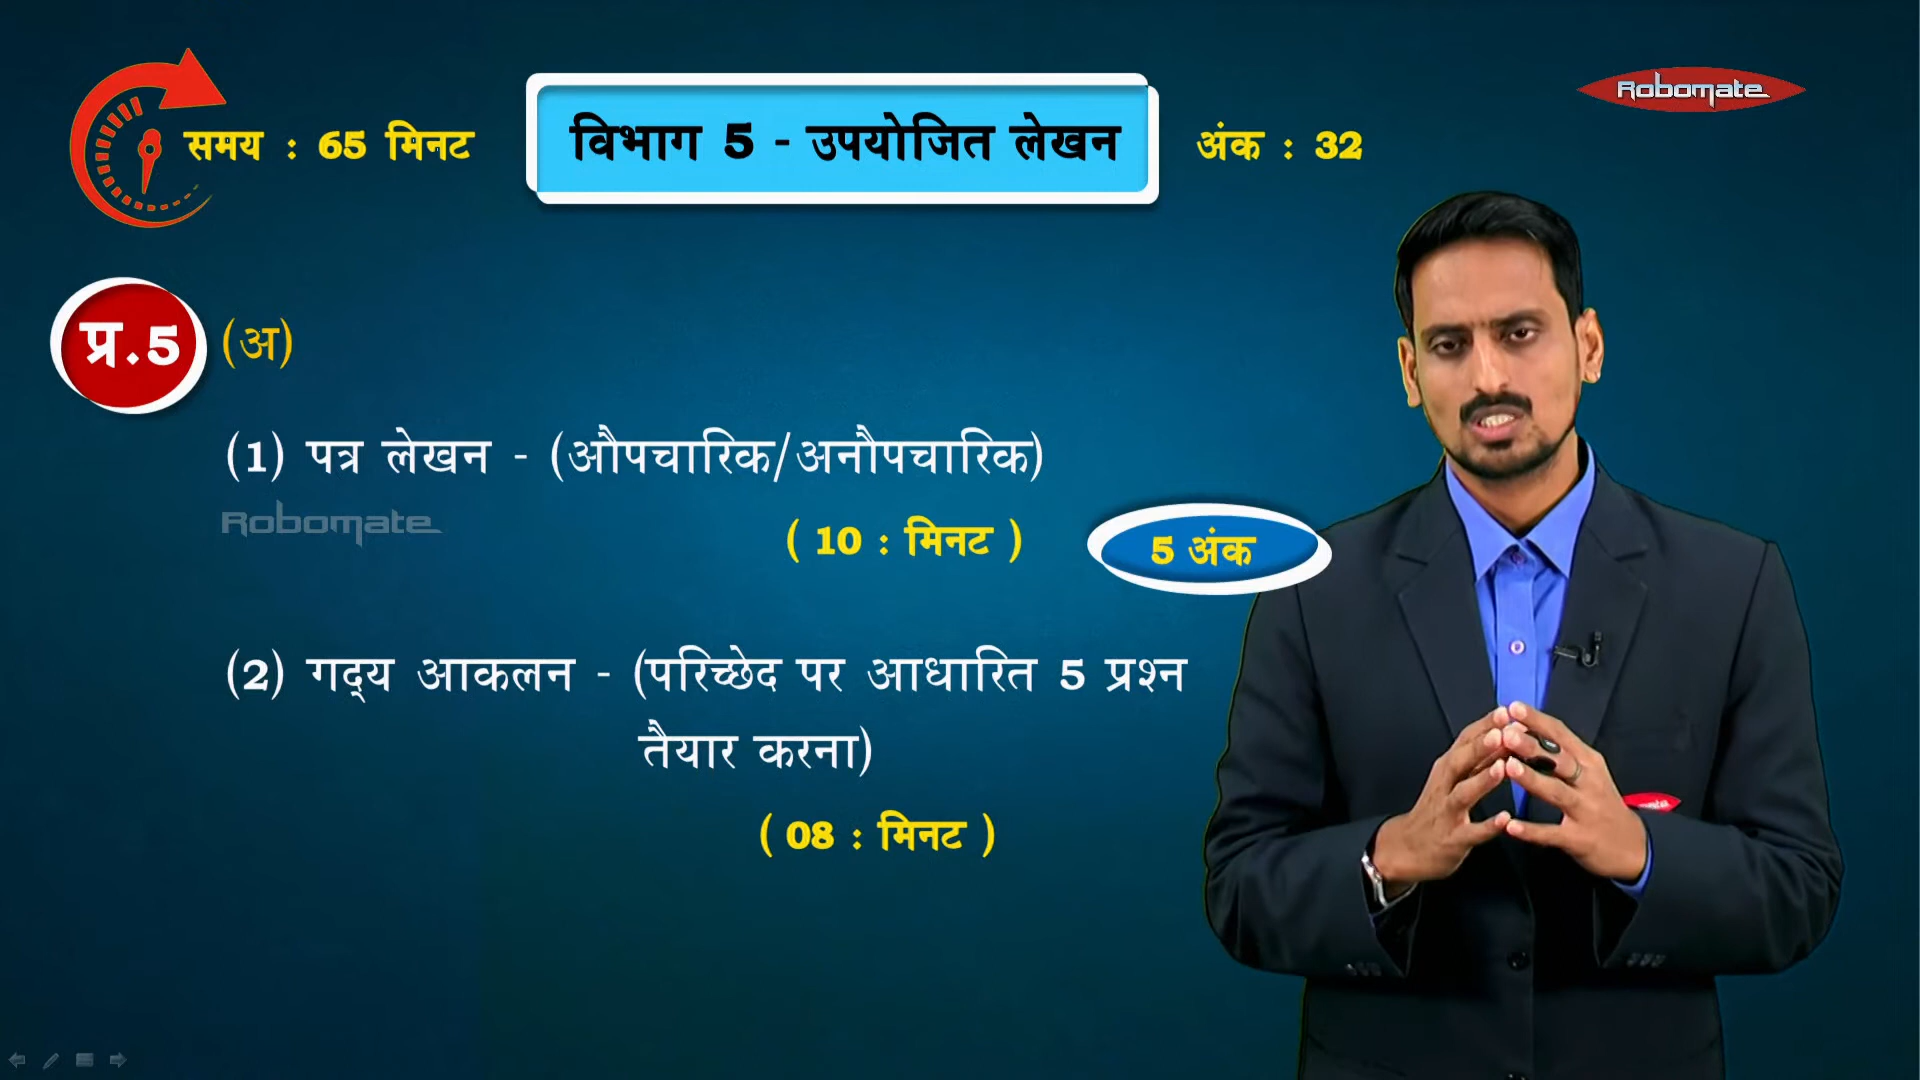 समय : 65 मिनट
विभाग 5 - उपयोजित लेखन
अंक : 32
Robomate
प्र.5 (अ)
(1) पत्र लेखन - (औपचारिक/अनौपचारिक)
Robomate
( 10 : मिनट )
5 अंक
(2) गद्‌य आकलन - (परिच्छेद पर आधारित 5 प्रश्न
तैयार करना)
( 08 : मिनट )